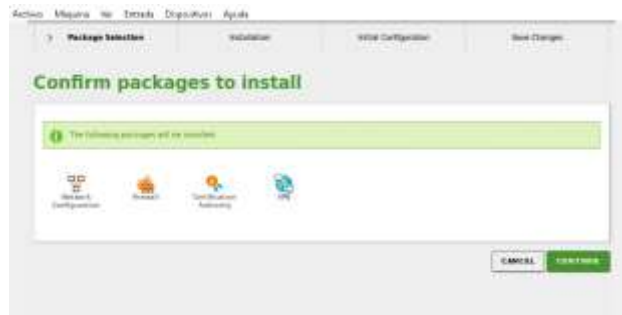 Archivo Máquina Ver Entrada Dispositivos Ayuda
Package Selection Installation Initial Configuration Save Changes
Confirm packages to install
The following packages will be installed
Network Configuration
Firewall
Certification Authority
VPN
CANCEL CONTINUE